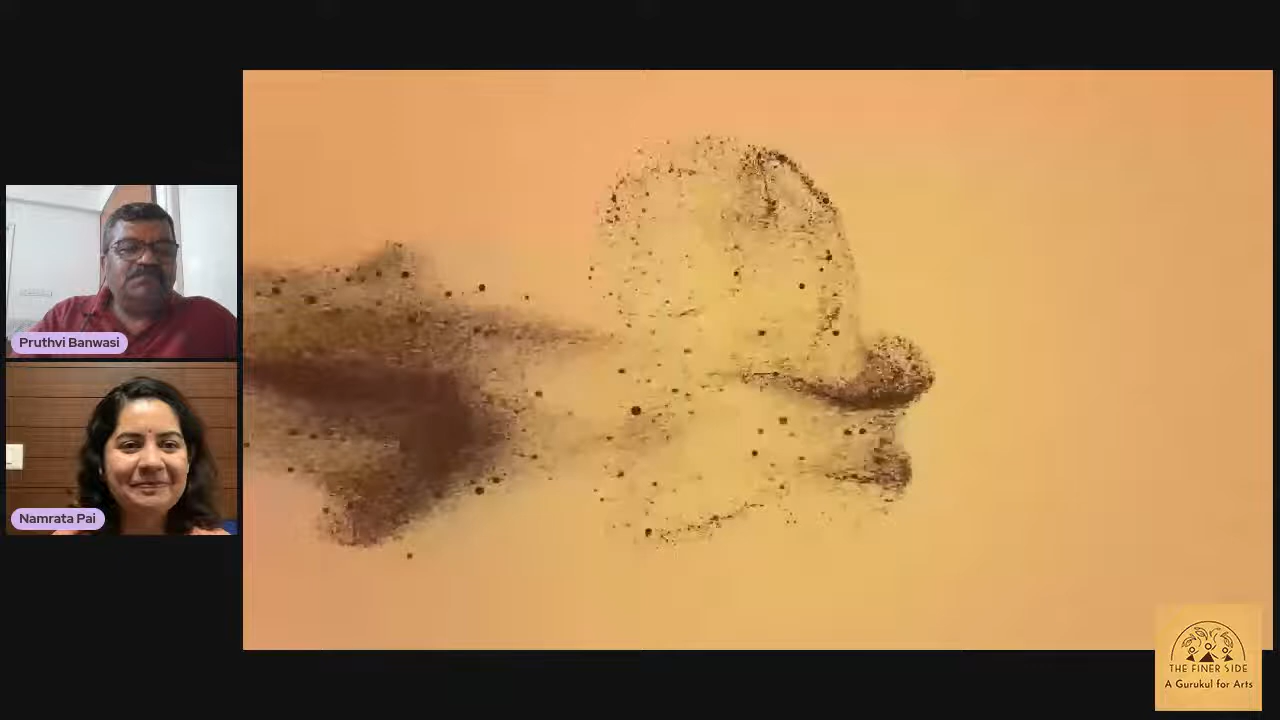 Pruthvi Banwasi
Namrata Pai
THE FINER SIDE
A Gurukul for Arts